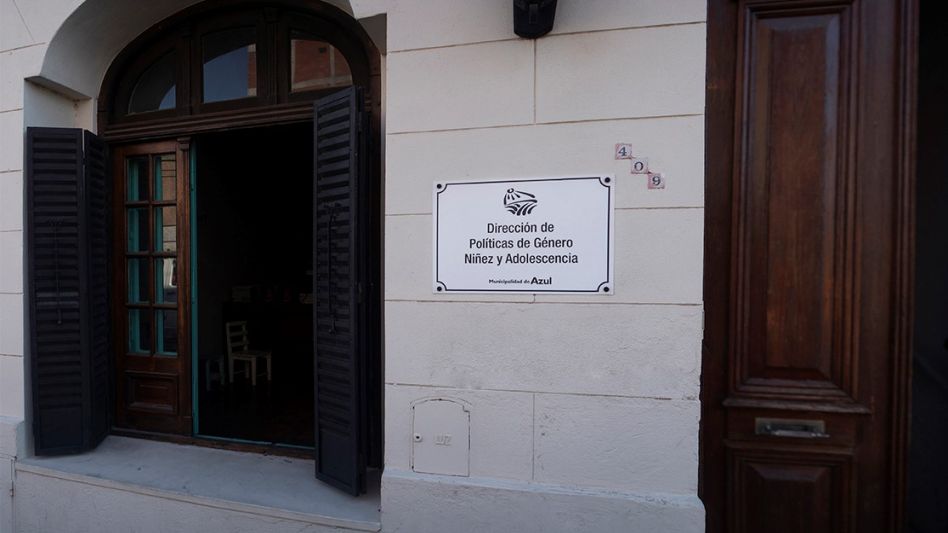 409
Dirección de
Políticas de Género
Niñez y Adolescencia
Municipalidad de Azul